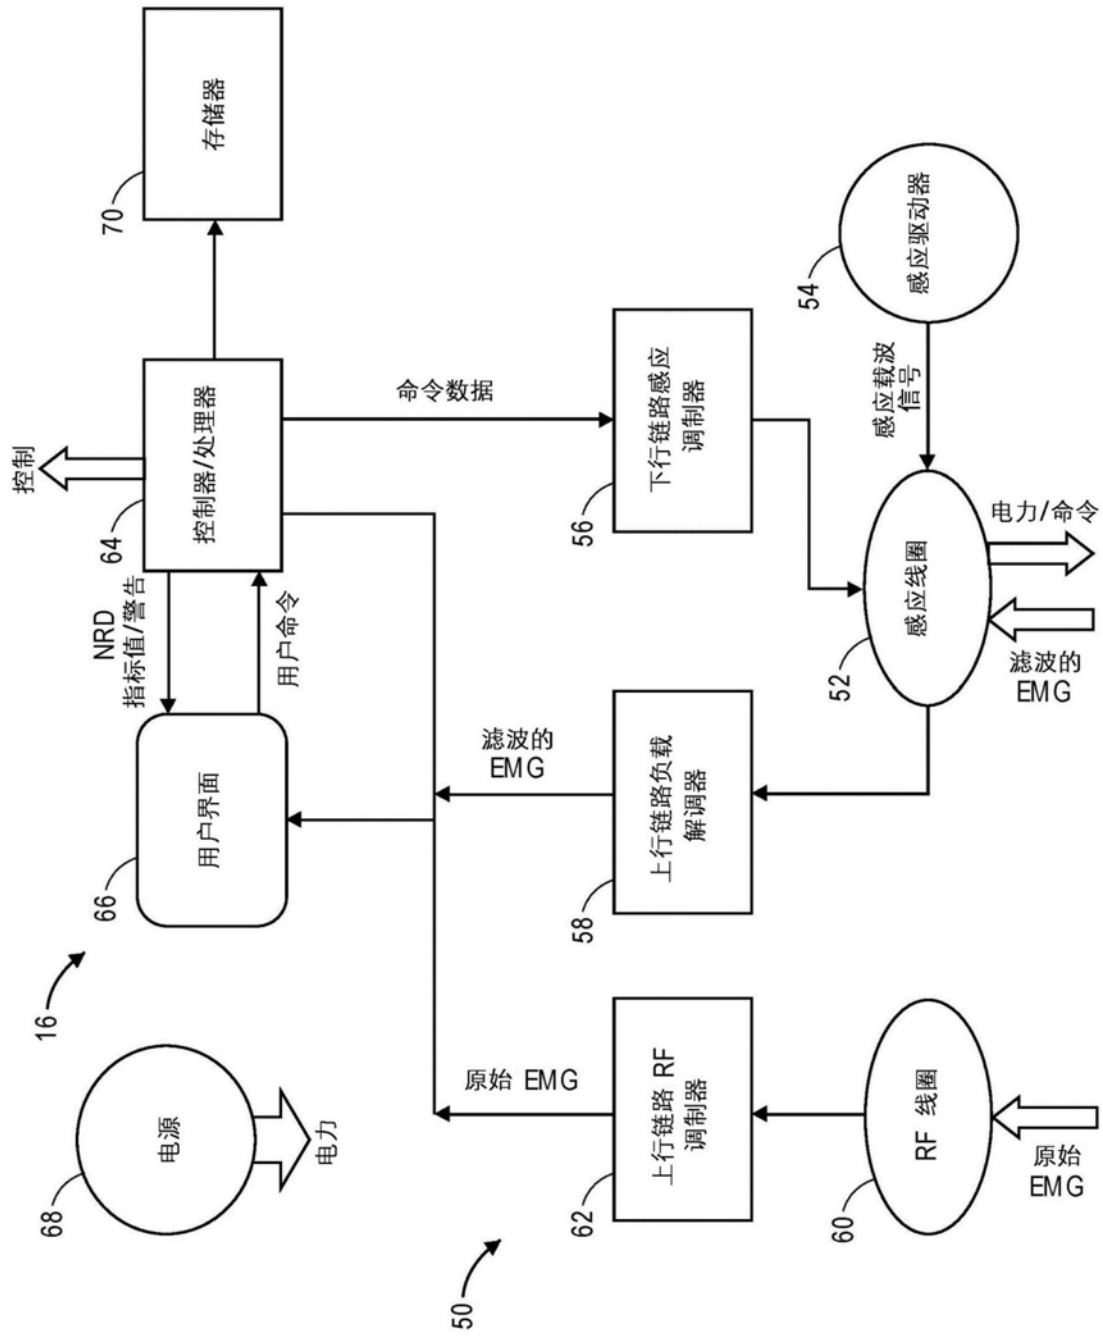 16
68
电源
电力
66
用户界面
NRD
指标值/警告
用户命令
控制
64
控制器/处理器
70
存储器
命令数据
原始 EMG
滤波的
EMG
50
62
上行链路 RF
调制器
58
上行链路负载
解调器
56
下行链路感应
调制器
60
RF 线圈
原始
EMG
52
感应线圈
滤波的
EMG
电力/命令
感应载波
信号
54
感应驱动器